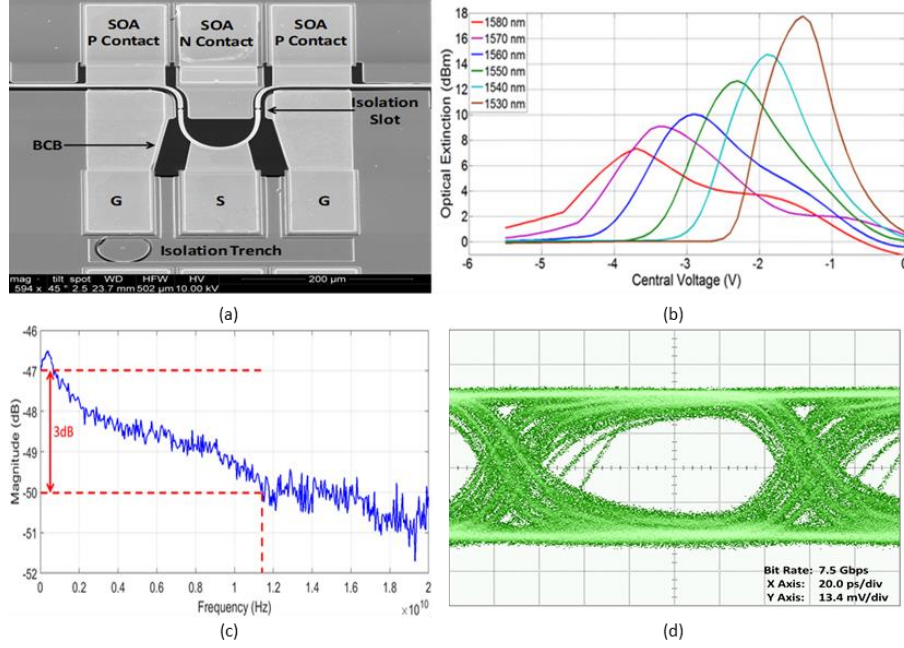 SOA
P Contact
SOA
N Contact
SOA
P Contact
Isolation
Slot
BCB
G
S
G
Isolation Trench
mag · tilt spot WD HFW HV
594 x 45° 2.5 23.7 mm 502 µm 10.00 kV
200 µm
(a)
Optical Extinction (dBm)
18
16
14
12
10
8
6
4
2
0
1580 nm
1570 nm
1560 nm
1550 nm
1540 nm
1530 nm
-6
-5
-4
-3
-2
-1
0
Central Voltage (V)
(b)
Magnitude (dB)
-46
-47
-48
-49
-50
-51
-52
3dB
0
0.2
0.4
0.6
0.8
1.0
1.2
1.4
1.6
1.8
2.0
Frequency (Hz)
×10^10
(c)
Bit Rate: 7.5 Gbps
X Axis: 20.0 ps/div
Y Axis: 13.4 mV/div
(d)